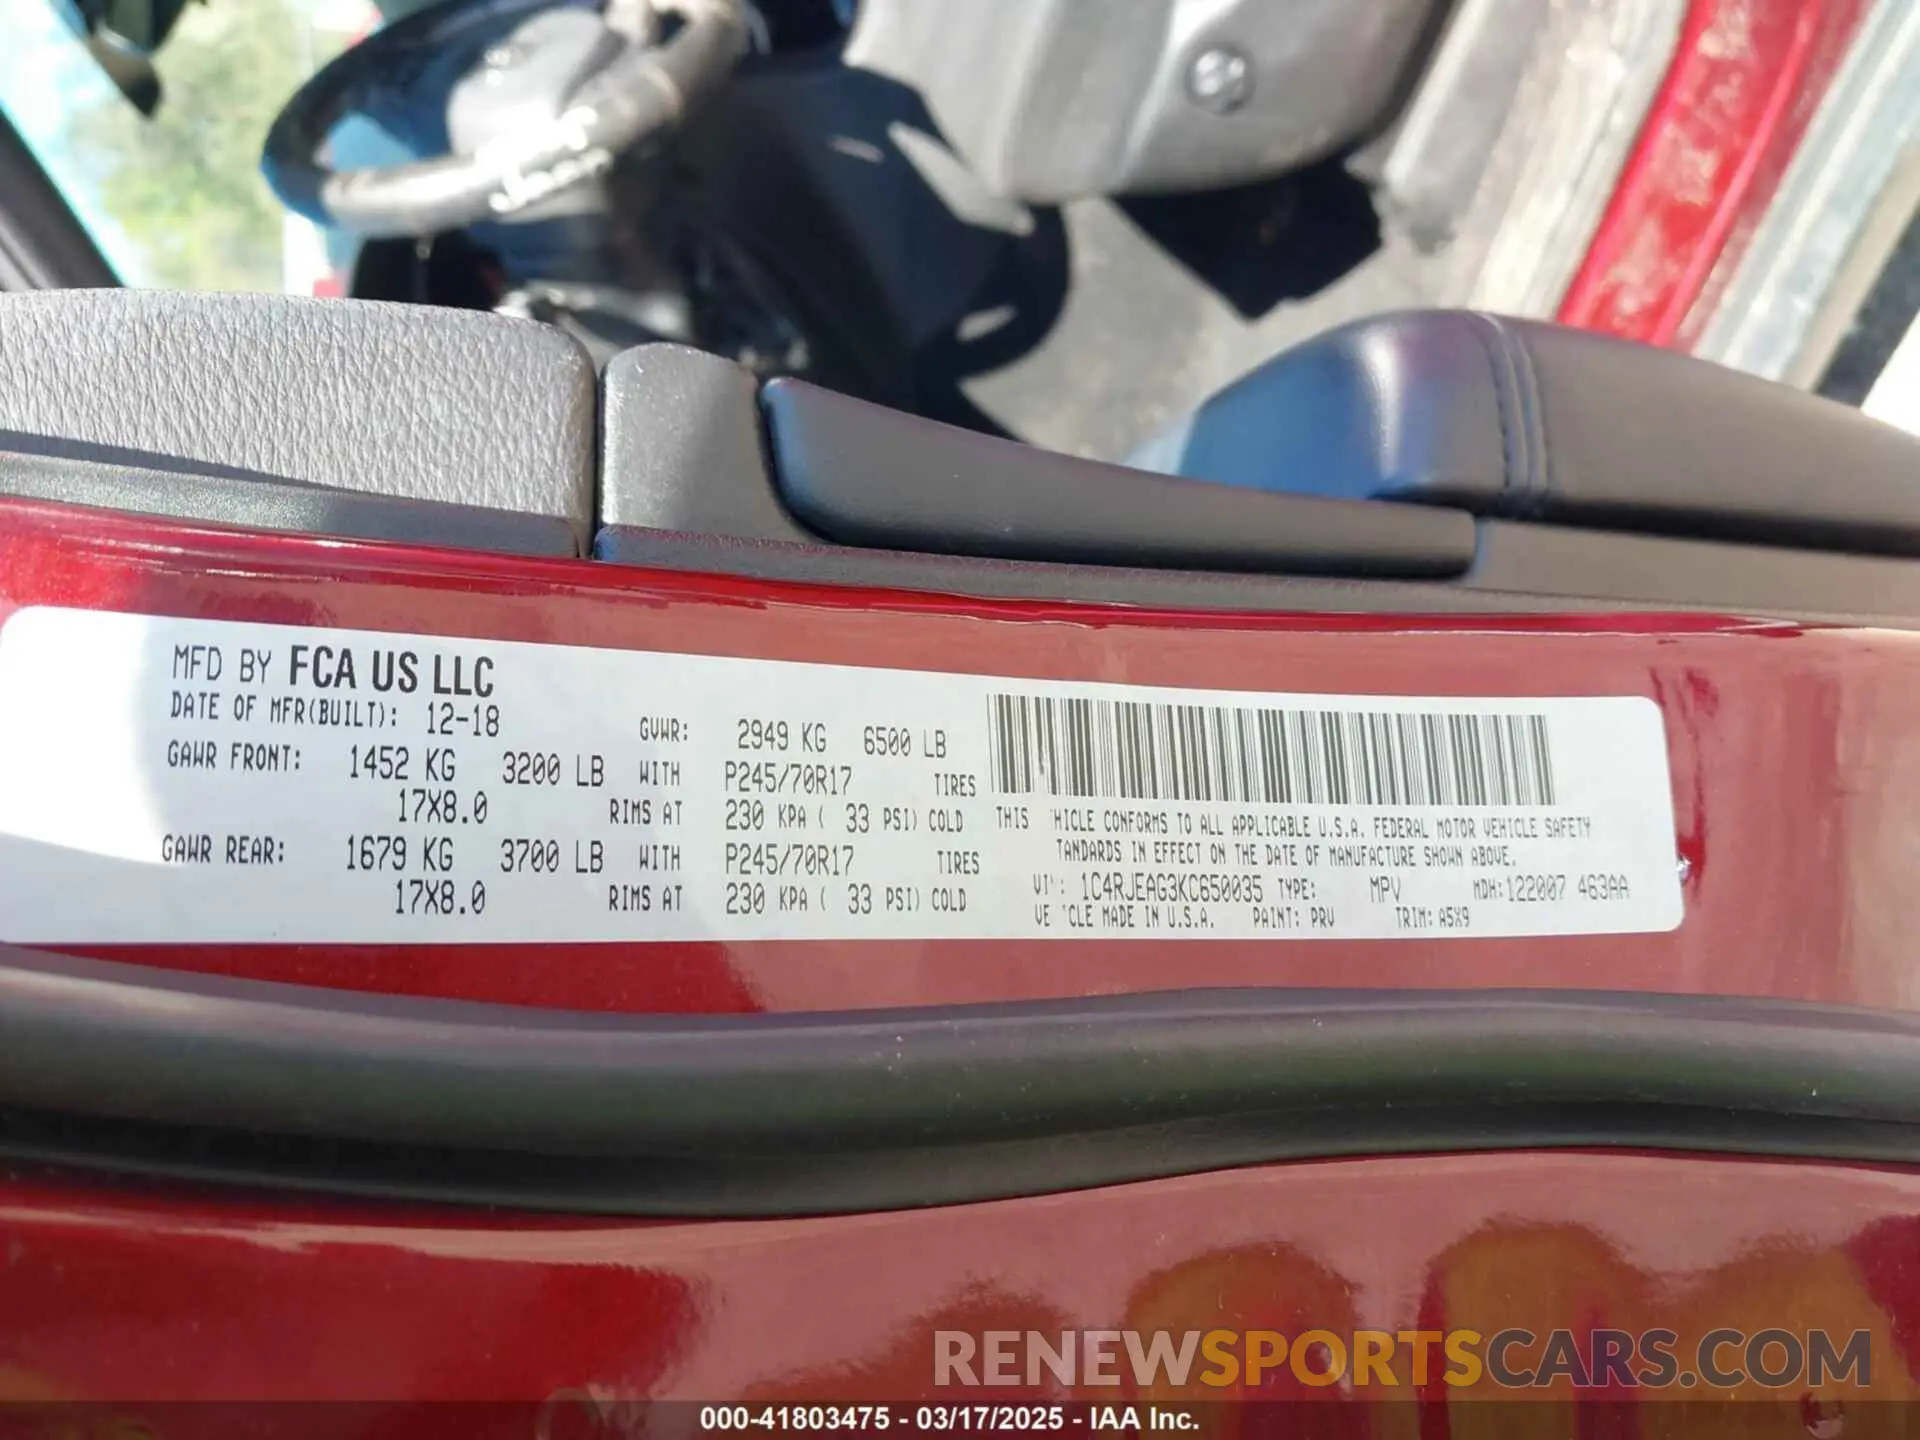 MFD BY FCA US LLC
DATE OF MFR(BUILT): 12-18 GVWR: 2949 KG 6500 LB
GAWR FRONT: 1452 KG 3200 LB WITH P245/70R17 TIRES
17X8.0 RIMS AT 230 KPA ( 33 PSI) COLD
GAWR REAR: 1679 KG 3700 LB WITH P245/70R17 TIRES
17X8.0 RIMS AT 230 KPA ( 33 PSI) COLD
THIS HICLE CONFORMS TO ALL APPLICABLE U.S.A. FEDERAL MOTOR VEHICLE SAFETY
TANDARDS IN EFFECT ON THE DATE OF MANUFACTURE SHOWN ABOVE.
VI : 1C4RJEAG3KC650035 TYPE: MPV MDH: 122007 463AA
VE CLE MADE IN U.S.A. PAINT: PRV TRIM: A5X9
RENEWSPORTSCARS.COM
000-41803475 - 03/17/2025 - IAA Inc.